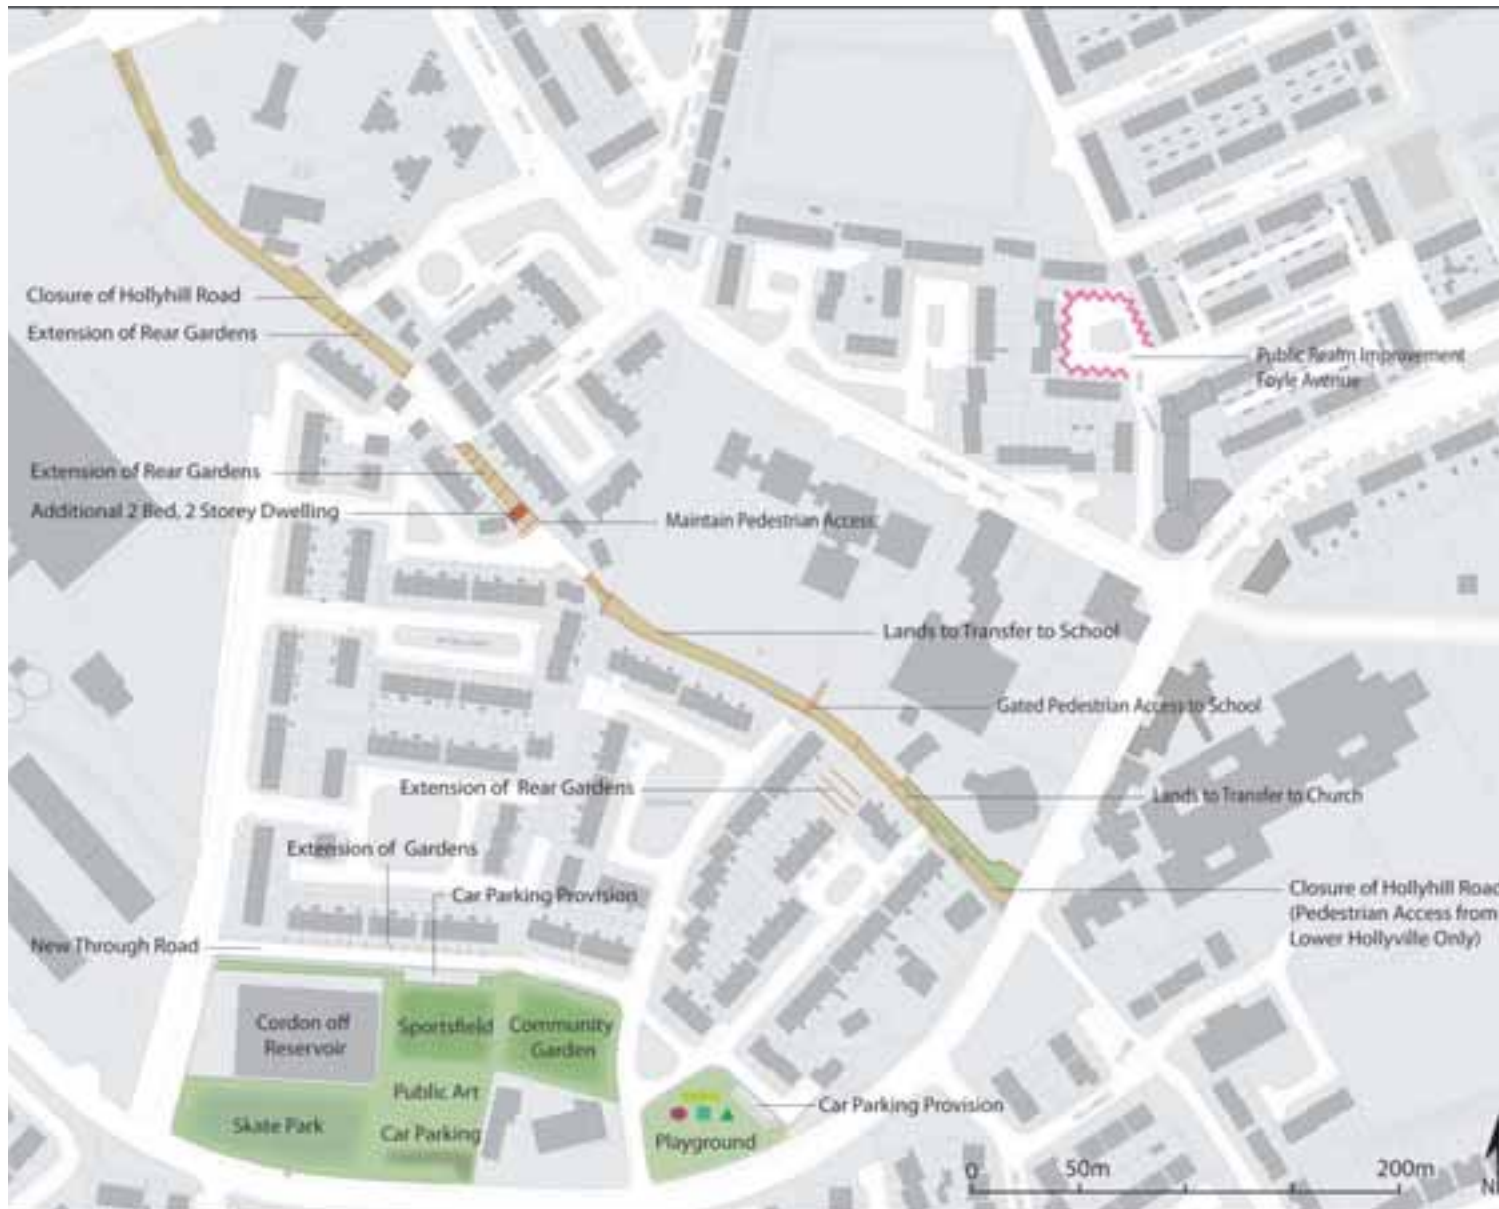 Closure of Hollyhill Road
Extension of Rear Gardens
Public Realm Improvement
Foyle Avenue
Extension of Rear Gardens
Additional 2 Bed, 2 Storey Dwelling
Maintain Pedestrian Access
Lands to Transfer to School
Gated Pedestrian Access to School
Extension of Rear Gardens
Lands to Transfer to Church
Extension of Gardens
Car Parking Provision
Closure of Hollyhill Road
(Pedestrian Access from
Lower Hollyville Only)
New Through Road
Cordon off
Reservoir
Sportsfield
Community
Garden
Public Art
Skate Park
Car Parking
Playground
Car Parking Provision
0 50m 200m
N